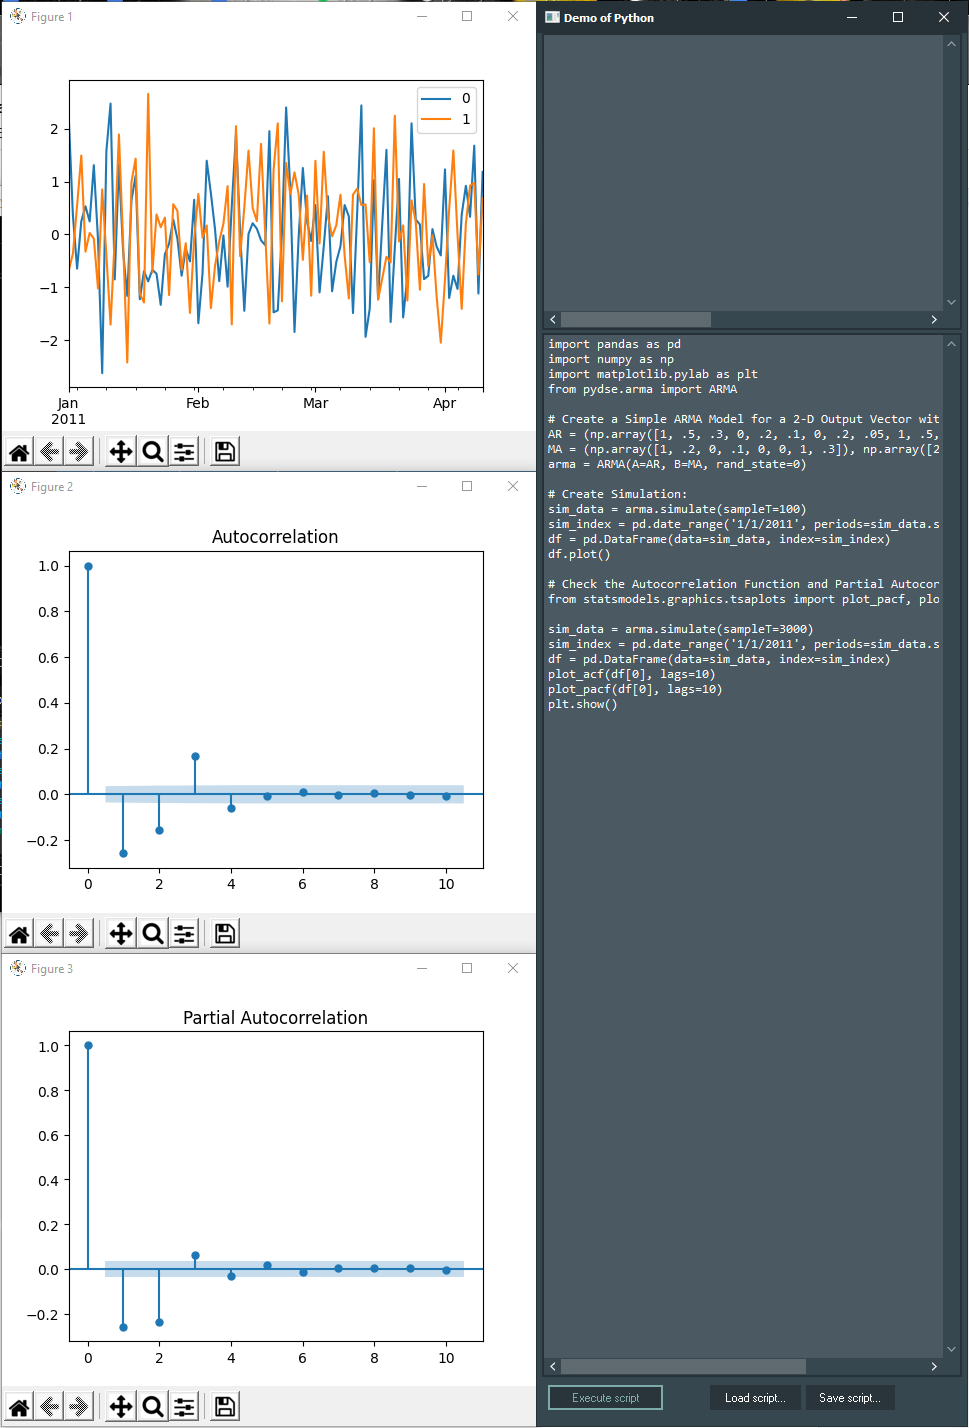 Figure 1
0
1
2
1
0
−1
−2
Jan
2011
Feb
Mar
Apr
Figure 2
Autocorrelation
1.0
0.8
0.6
0.4
0.2
0.0
−0.2
0 2 4 6 8 10
Figure 3
Partial Autocorrelation
1.0
0.8
0.6
0.4
0.2
0.0
−0.2
0 2 4 6 8 10
Demo of Python
import pandas as pd
import numpy as np
import matplotlib.pylab as plt
from pydse.arma import ARMA
# Create a Simple ARMA Model for a 2-D Output Vector wit
AR = (np.array([1, .5, .3, 0, .2, .1, 0, .2, .05, 1, .5,
MA = (np.array([1, .2, 0, .1, 0, 0, 1, .3]), np.array([2
arma = ARMA(A=AR, B=MA, rand_state=0)
# Create Simulation:
sim_data = arma.simulate(sampleT=100)
sim_index = pd.date_range('1/1/2011', periods=sim_data.s
df = pd.DataFrame(data=sim_data, index=sim_index)
df.plot()
# Check the Autocorrelation Function and Partial Autocor
from statsmodels.graphics.tsaplots import plot_pacf, plo
sim_data = arma.simulate(sampleT=3000)
sim_index = pd.date_range('1/1/2011', periods=sim_data.s
df = pd.DataFrame(data=sim_data, index=sim_index)
plot_acf(df[0], lags=10)
plot_pacf(df[0], lags=10)
plt.show()
Execute script
Load script...
Save script...